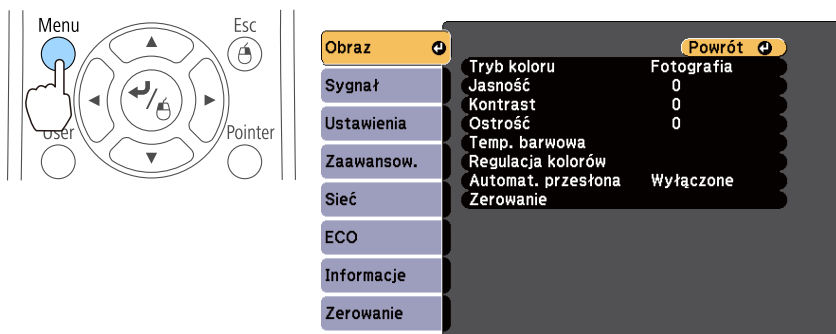 Menu
Esc
User
Pointer
Obraz
Sygnał
Ustawienia
Zaawansow.
Sieć
ECO
Informacje
Zerowanie
Powrót
Tryb koloru Fotografia
Jasność 0
Kontrast 0
Ostrość 0
Temp. barwowa
Regulacja kolorów
Automat. przesłona Wyłączone
Zerowanie